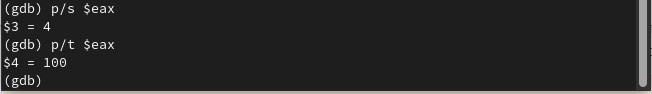 (gdb) p/s $eax
$3 = 4
(gdb) p/t $eax
$4 = 100
(gdb)